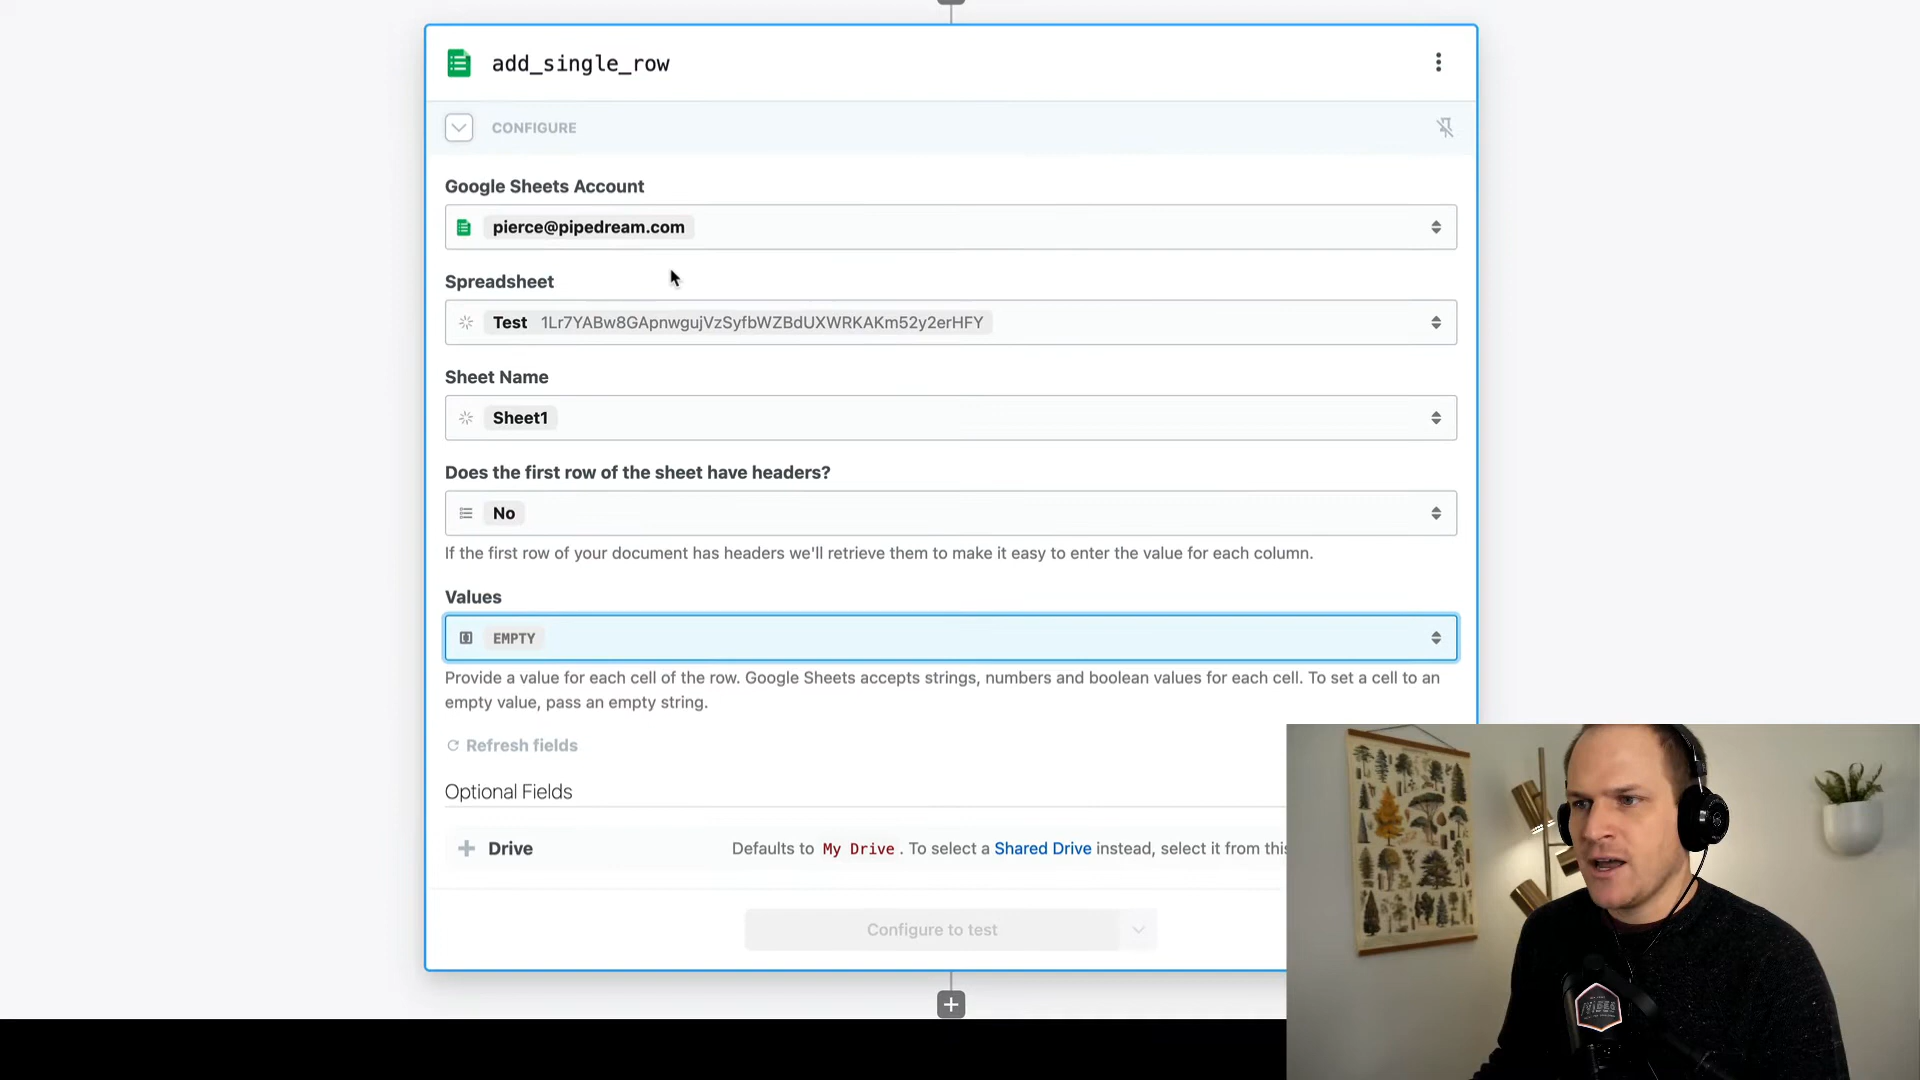 add_single_row
CONFIGURE
Google Sheets Account
pierce@pipedream.com
Spreadsheet
Test 1Lr7YABw8GApnwgujVzSyfbWZBdUXWRKAKm52y2erHFY
Sheet Name
Sheet1
Does the first row of the sheet have headers?
No
If the first row of your document has headers we'll retrieve them to make it easy to enter the value for each column.
Values
EMPTY
Provide a value for each cell of the row. Google Sheets accepts strings, numbers and boolean values for each cell. To set a cell to an
empty value, pass an empty string.
Refresh fields
Optional Fields
Drive Defaults to My Drive. To select a Shared Drive instead, select it from this
Configure to test